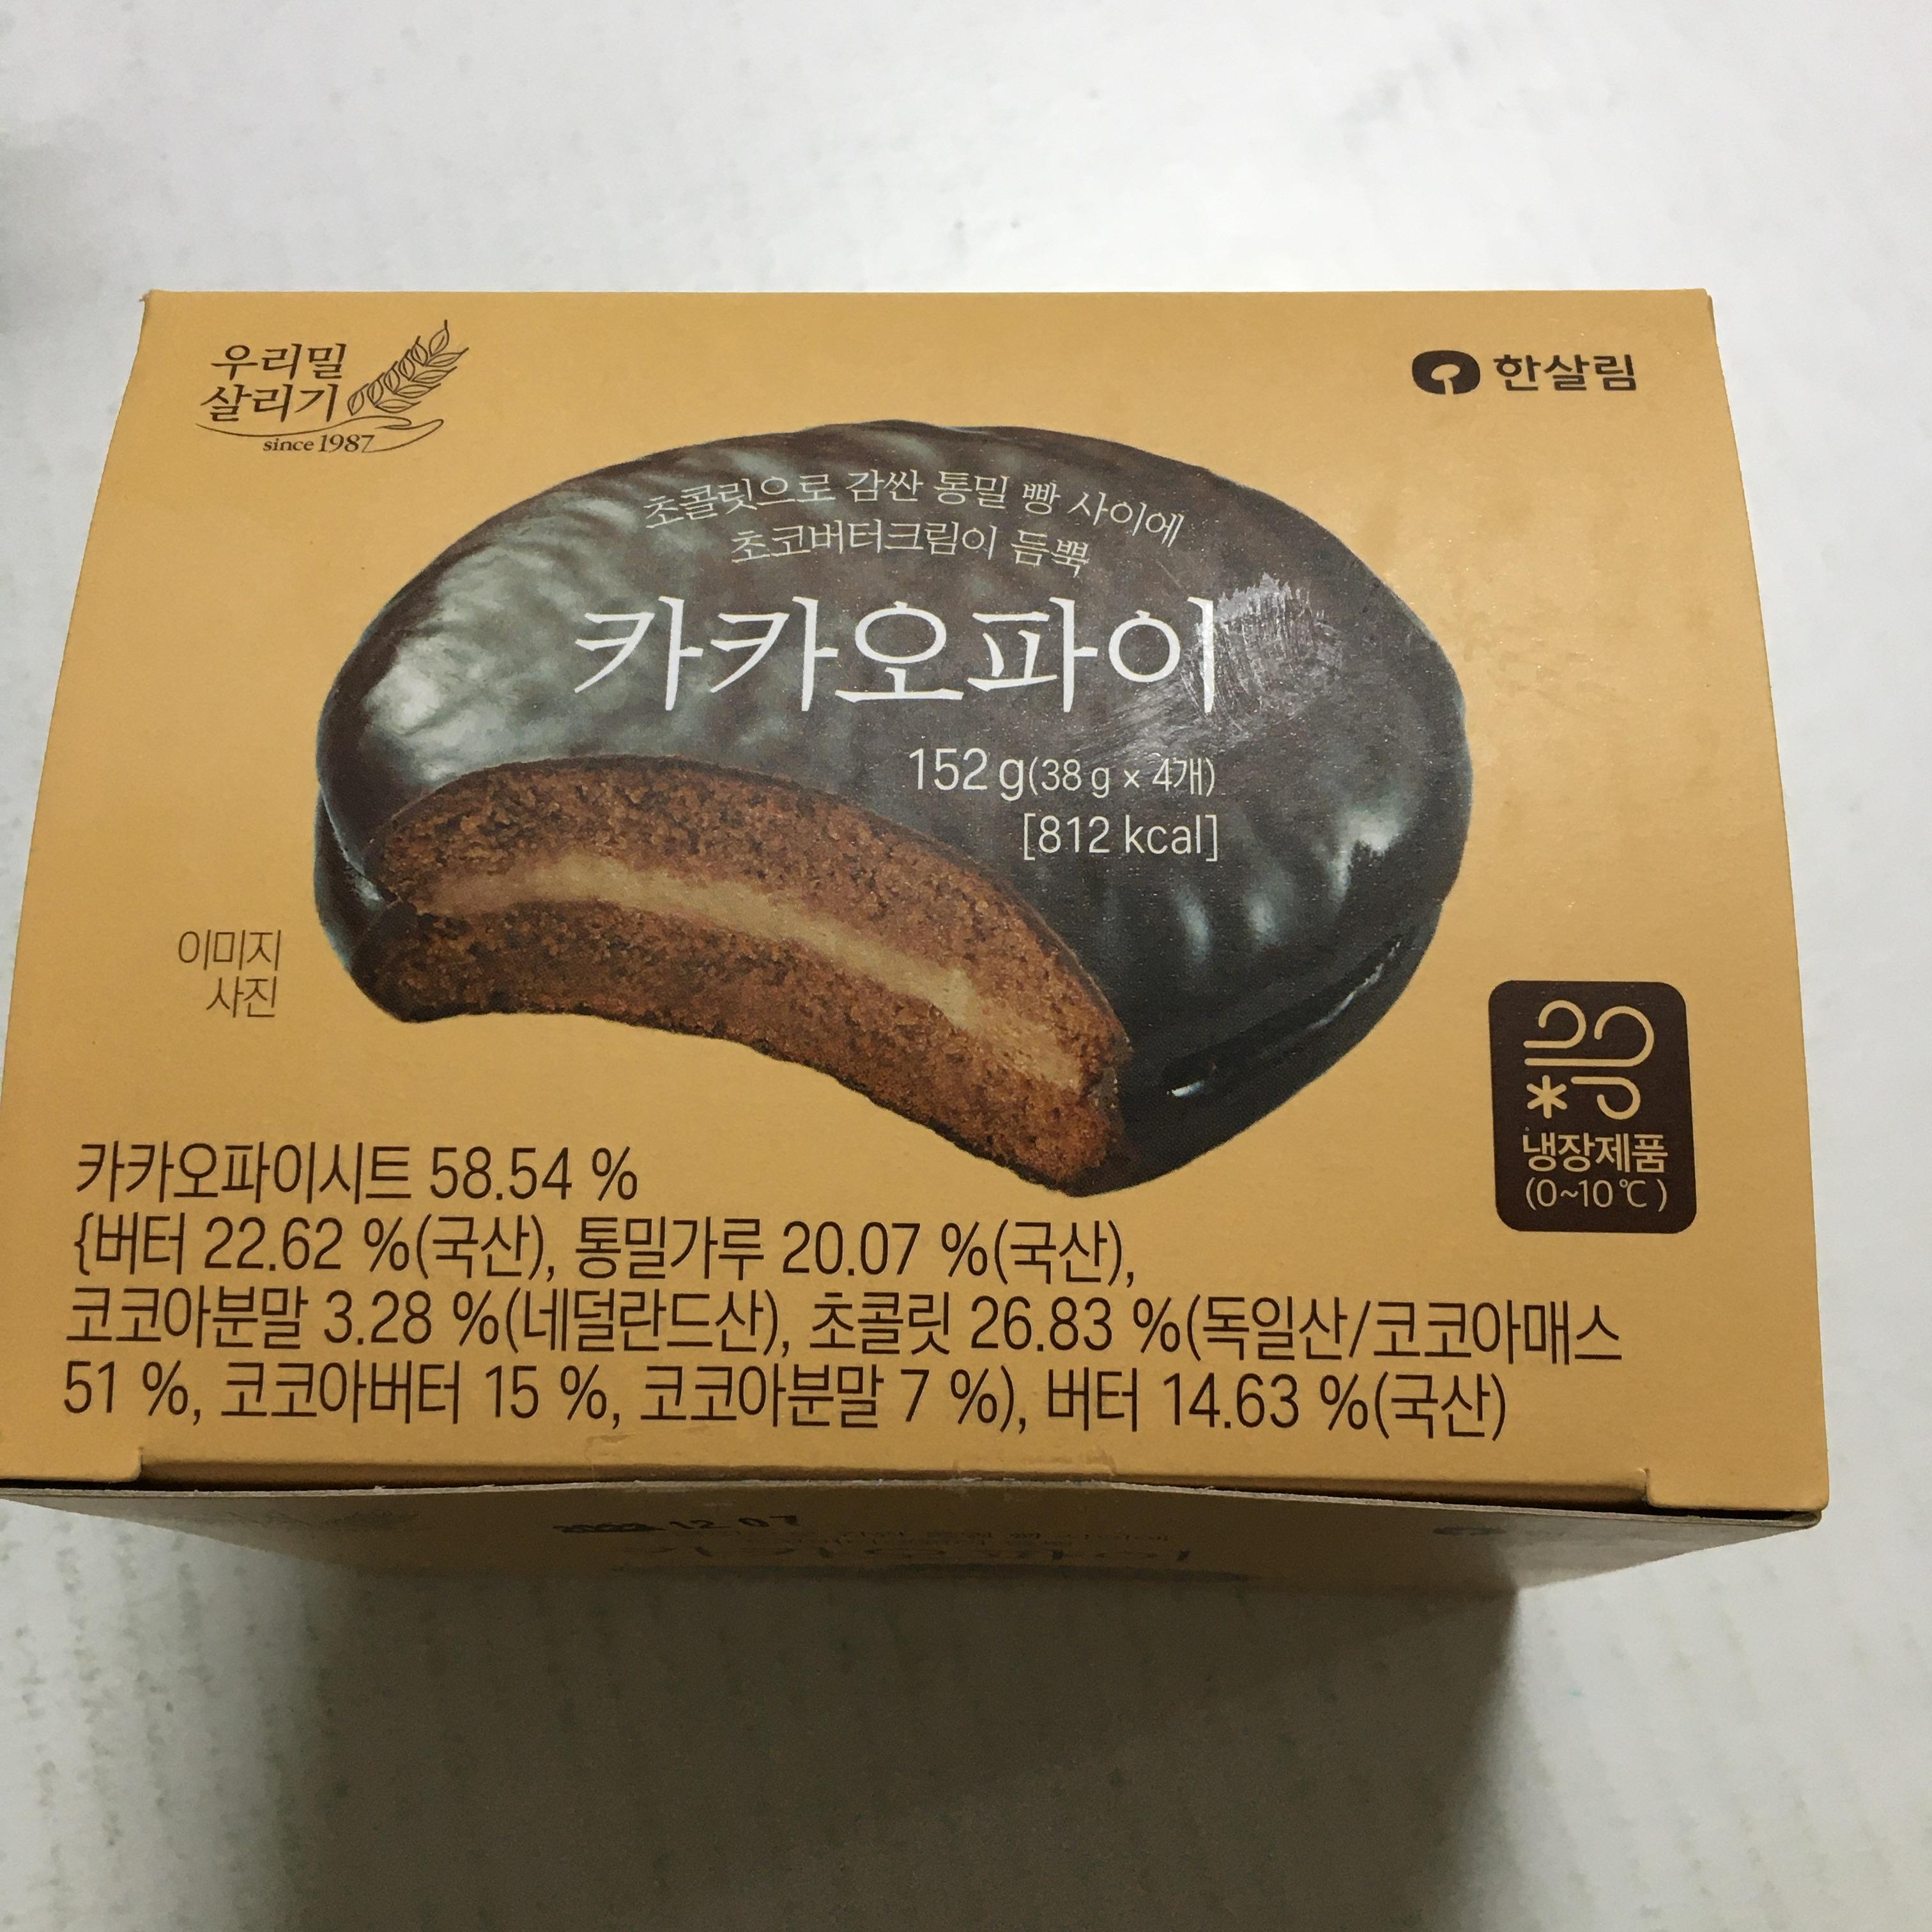 우리밀
살리기
since 1987
한살림
초콜릿으로 감싼 통밀 빵 사이에
초코버터크림이 듬뿍
카카오파이
152 g(38 g × 4개)
[812 kcal]
이미지
사진
냉장제품
(0~10℃)
카카오파이시트 58.54 %
{버터 22.62 %(국산), 통밀가루 20.07 %(국산),
코코아분말 3.28 %(네덜란드산), 초콜릿 26.83 %(독일산/코코아매스
51 %, 코코아버터 15 %, 코코아분말 7 %), 버터 14.63 %(국산)
12.07